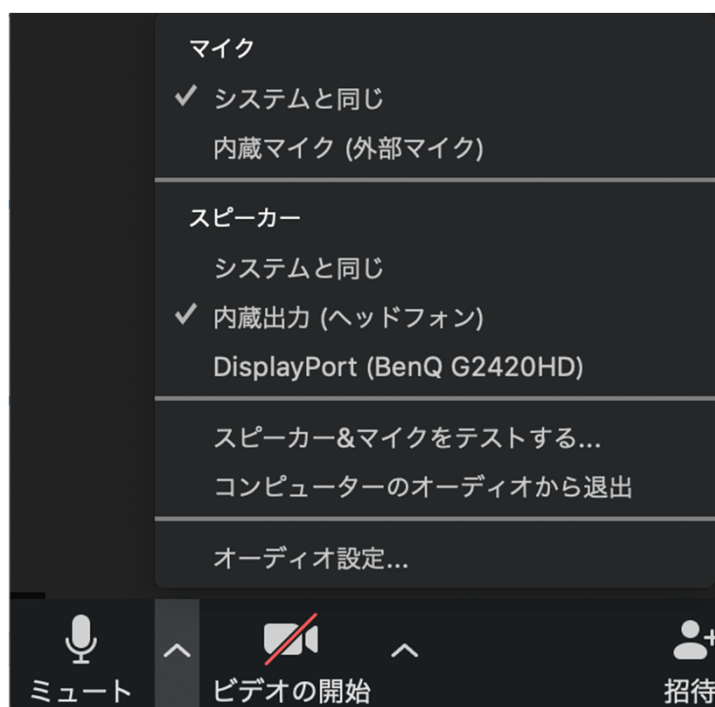 マイク
システムと同じ
内蔵マイク (外部マイク)
スピーカー
システムと同じ
内蔵出力 (ヘッドフォン)
DisplayPort (BenQ G2420HD)
スピーカー&マイクをテストする...
コンピューターのオーディオから退出
オーディオ設定...
ミュート
ビデオの開始
招待